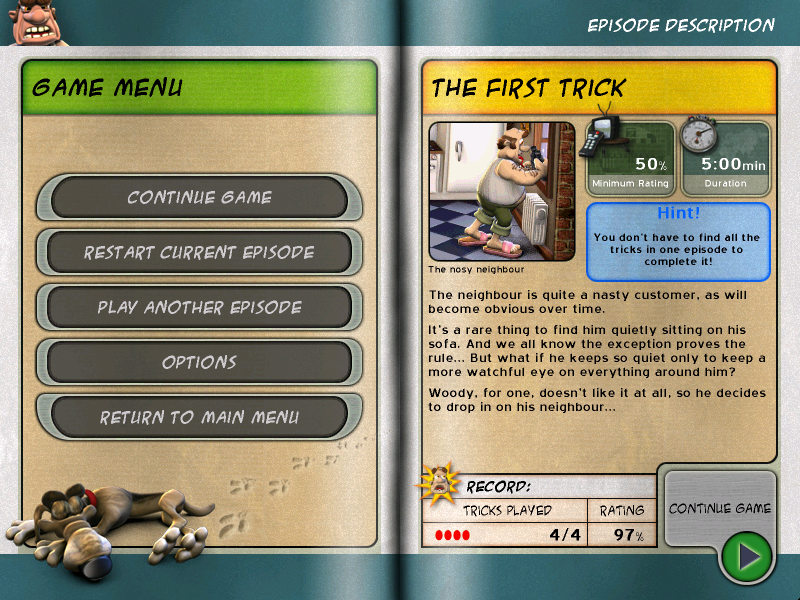 EPISODE DESCRIPTION
GAME MENU
CONTINUE GAME
RESTART CURRENT EPISODE
PLAY ANOTHER EPISODE
OPTIONS
RETURN TO MAIN MENU
THE FIRST TRICK
50%
Minimum Rating
5:00min
Duration
Hint!
You don't have to find all the
tricks in one episode to
complete it!
The nosy neighbour
The neighbour is quite a nasty customer, as will
become obvious over time.
It's a rare thing to find him quietly sitting on his
sofa. And we all know the exception proves the
rule... But what if he keeps so quiet only to keep a
more watchful eye on everything around him?
Woody, for one, doesn't like it at all, so he decides
to drop in on his neighbour...
RECORD:
TRICKS PLAYED
RATING
4/4
97%
CONTINUE GAME